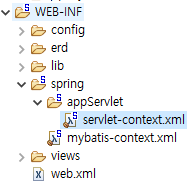 WEB-INF
config
erd
lib
spring
appServlet
servlet-context.xml
mybatis-context.xml
views
web.xml